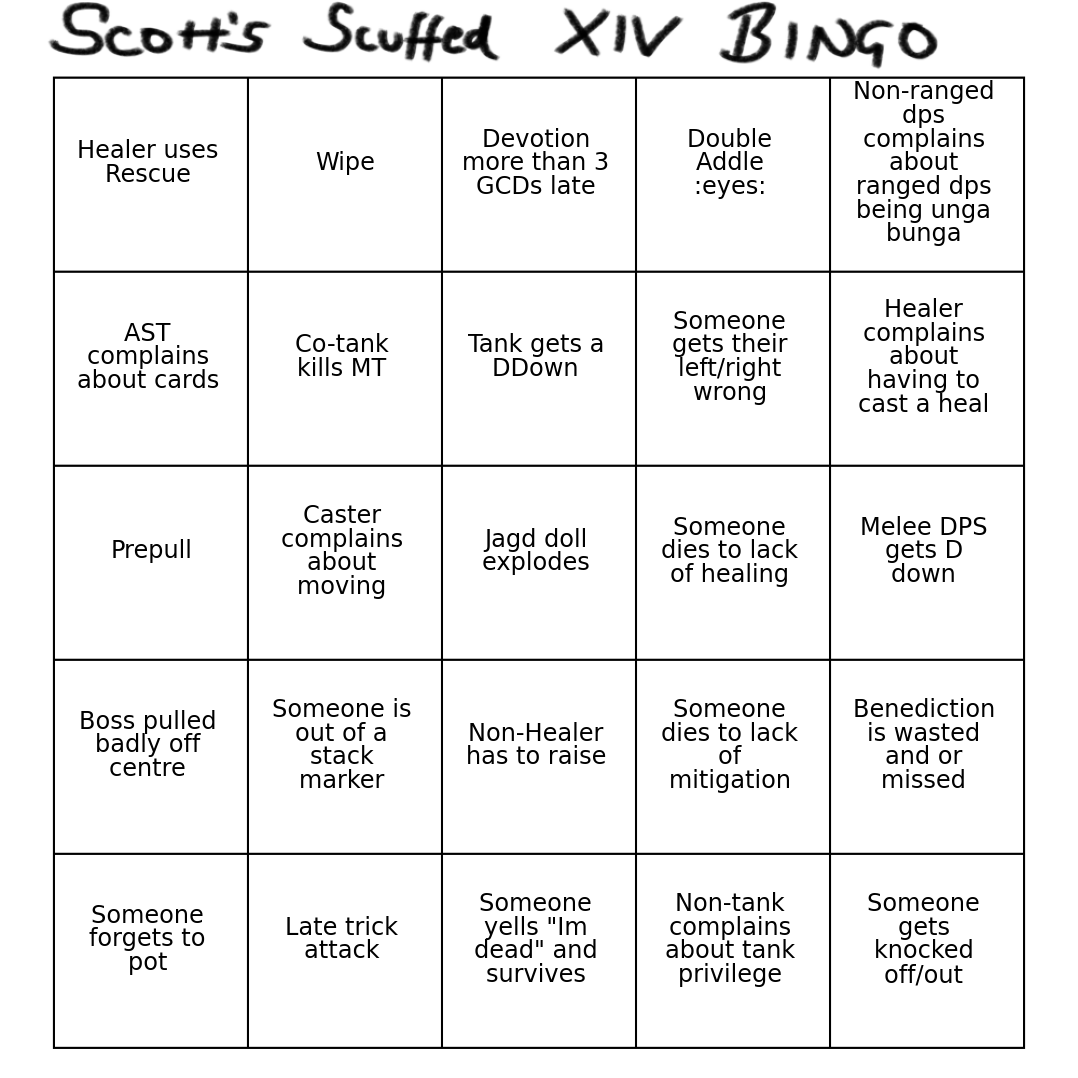 Scott's Scuffed XIV BINGO
Healer uses
Rescue
Wipe
Devotion
more than 3
GCDs late
Double
Addle
:eyes:
Non-ranged
dps
complains
about
ranged dps
being unga
bunga
AST
complains
about cards
Co-tank
kills MT
Tank gets a
DDown
Someone
gets their
left/right
wrong
Healer
complains
about
having to
cast a heal
Prepull
Caster
complains
about
moving
Jagd doll
explodes
Someone
dies to lack
of healing
Melee DPS
gets D
down
Boss pulled
badly off
centre
Someone is
out of a
stack
marker
Non-Healer
has to raise
Someone
dies to lack
of
mitigation
Benediction
is wasted
and or
missed
Someone
forgets to
pot
Late trick
attack
Someone
yells "Im
dead" and
survives
Non-tank
complains
about tank
privilege
Someone
gets
knocked
off/out